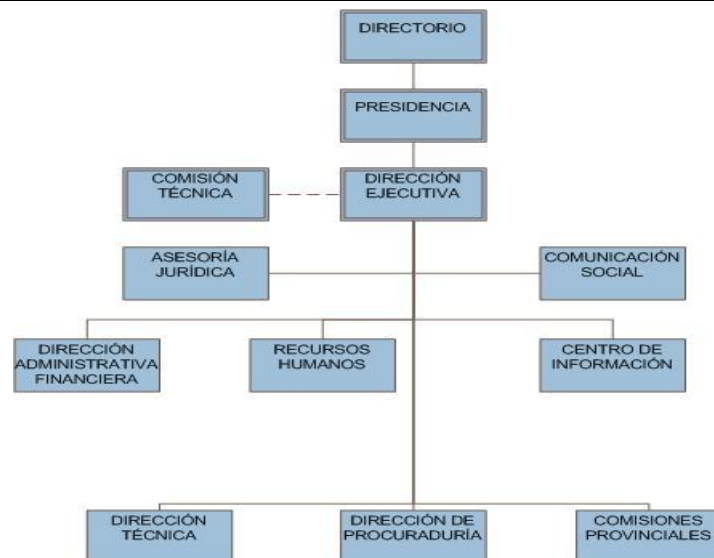 DIRECTORIO
PRESIDENCIA
COMISIÓN
TÉCNICA
DIRECCIÓN
EJECUTIVA
ASESORÍA
JURÍDICA
COMUNICACIÓN
SOCIAL
DIRECCIÓN
ADMINISTRATIVA
FINANCIERA
RECURSOS
HUMANOS
CENTRO DE
INFORMACIÓN
DIRECCIÓN
TÉCNICA
DIRECCIÓN DE
PROCURADURÍA
COMISIONES
PROVINCIALES